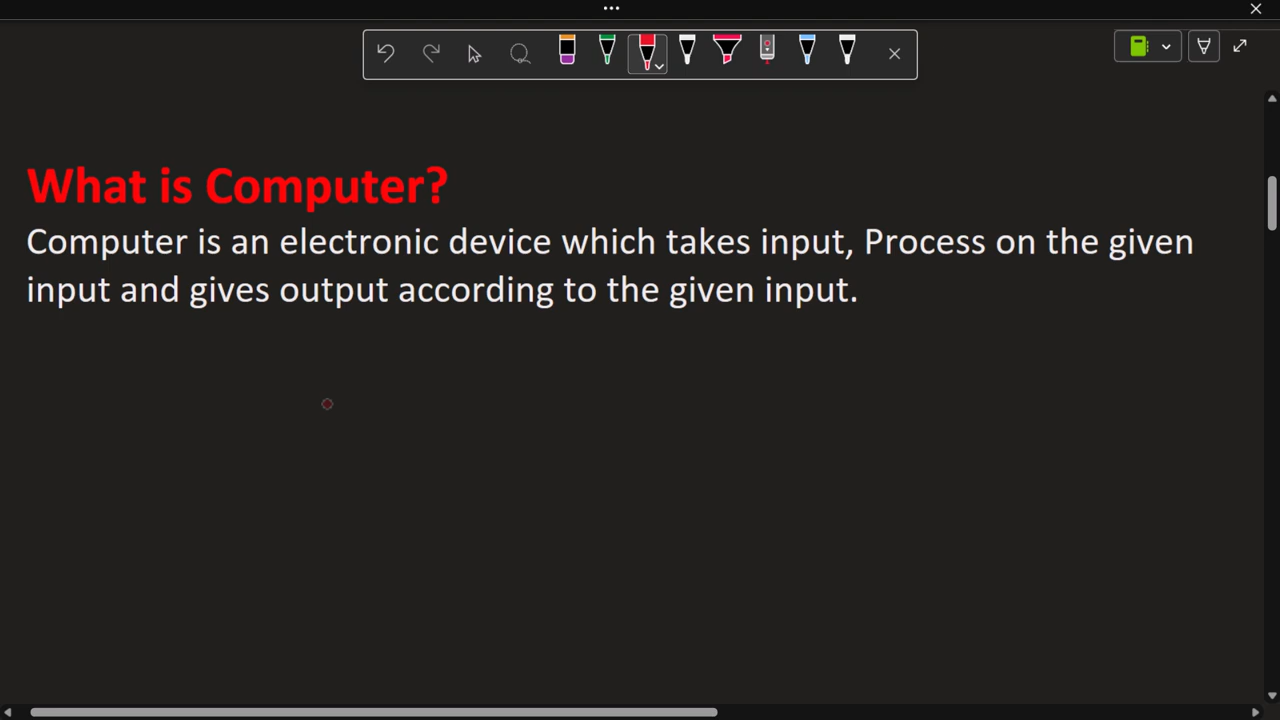 What is Computer?
Computer is an electronic device which takes input, Process on the given
input and gives output according to the given input.